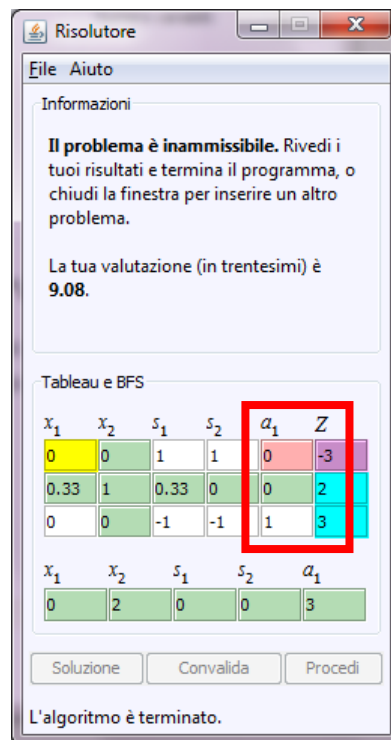 Risolutore
File Aiuto
Informazioni
Il problema è inammissibile. Rivedi i
tuoi risultati e termina il programma, o
chiudi la finestra per inserire un altro
problema.
La tua valutazione (in trentesimi) è
9.08.
Tableau e BFS
x1 x2 s1 s2 a1 Z
0 0 1 1 0 -3
0.33 1 0.33 0 0 2
0 0 -1 -1 1 3
x1 x2 s1 s2 a1
0 2 0 0 3
Soluzione Convalida Procedi
L'algoritmo è terminato.